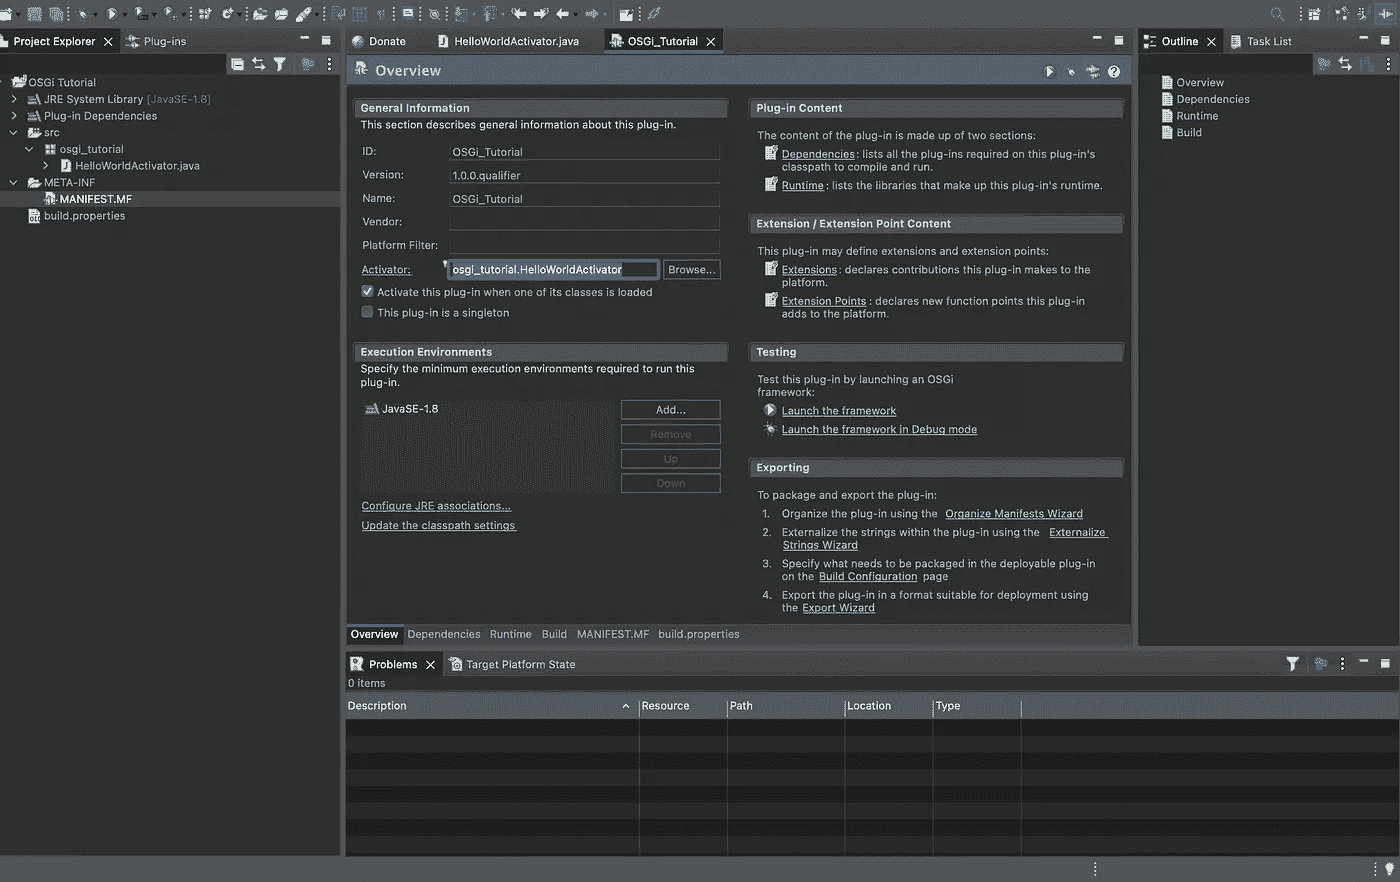 Project Explorer
Plug-ins
OSGi Tutorial
JRE System Library [JavaSE-1.8]
Plug-in Dependencies
src
osgi_tutorial
HelloWorldActivator.java
META-INF
MANIFEST.MF
build.properties
Donate
HelloWorldActivator.java
OSGi_Tutorial
Overview
General Information
This section describes general information about this plug-in.
ID:
OSGi_Tutorial
Version:
1.0.0.qualifier
Name:
OSGi_Tutorial
Vendor:
Platform Filter:
Activator:
osgi_tutorial.HelloWorldActivator
Browse...
Activate this plug-in when one of its classes is loaded
This plug-in is a singleton
Execution Environments
Specify the minimum execution environments required to run this
plug-in.
JavaSE-1.8
Add...
Remove
Up
Down
Configure JRE associations...
Update the classpath settings
Plug-in Content
The content of the plug-in is made up of two sections:
Dependencies: lists all the plug-ins required on this plug-in's
classpath to compile and run.
Runtime: lists the libraries that make up this plug-in's runtime.
Extension / Extension Point Content
This plug-in may define extensions and extension points:
Extensions: declares contributions this plug-in makes to the
platform.
Extension Points: declares new function points this plug-in
adds to the platform.
Testing
Test this plug-in by launching an OSGi
framework:
Launch the framework
Launch the framework in Debug mode
Exporting
To package and export the plug-in:
1. Organize the plug-in using the Organize Manifests Wizard
2. Externalize the strings within the plug-in using the Externalize
Strings Wizard
3. Specify what needs to be packaged in the deployable plug-in
on the Build Configuration page
4. Export the plug-in in a format suitable for deployment using
the Export Wizard
Overview
Dependencies
Runtime
Build
MANIFEST.MF
build.properties
Outline
Task List
Overview
Dependencies
Runtime
Build
Problems
Target Platform State
0 items
Description
Resource
Path
Location
Type